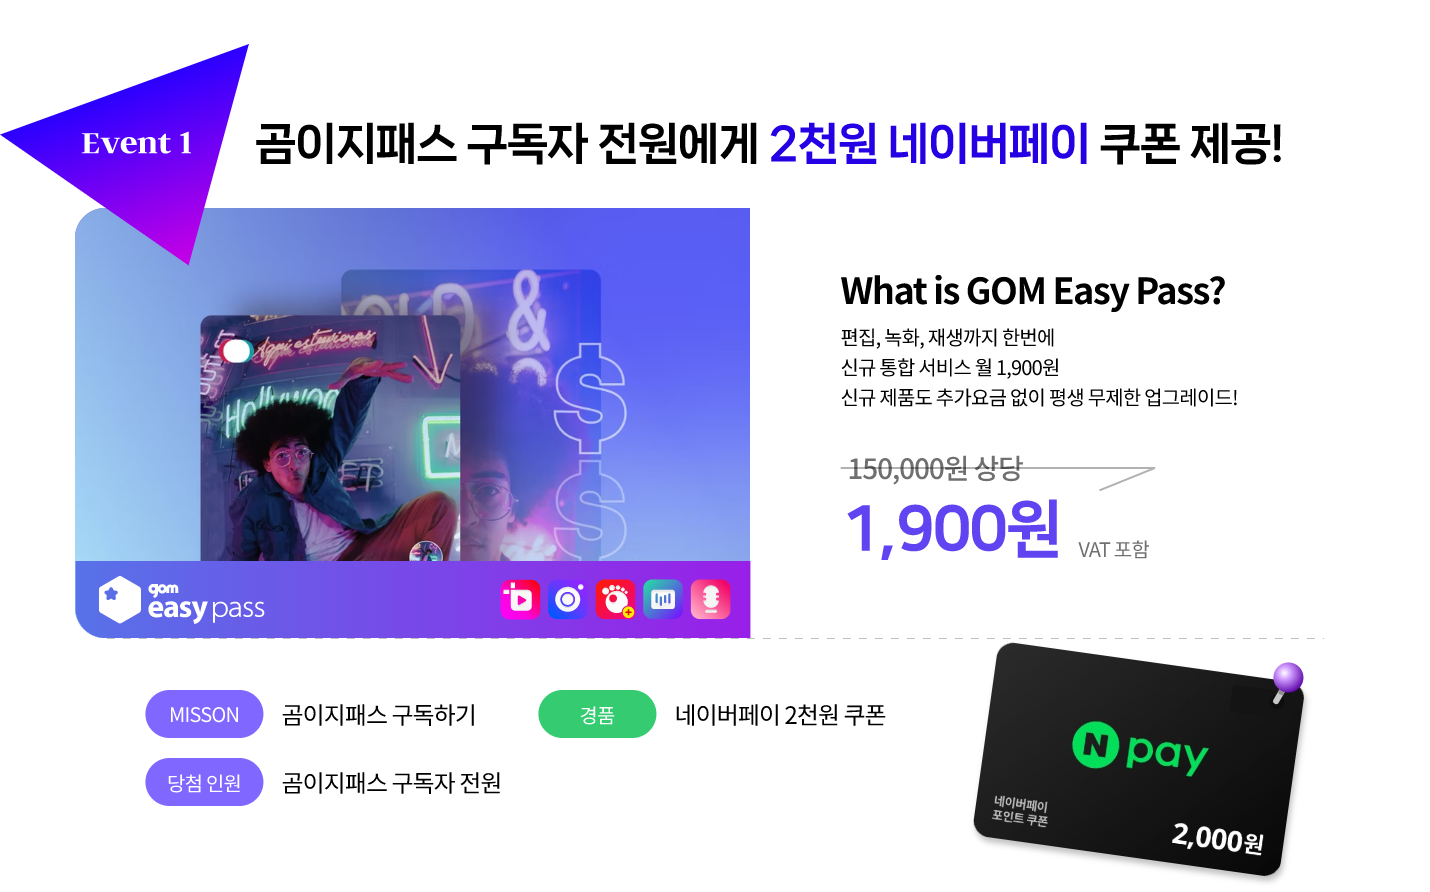 Event 1
곰이지패스 구독자 전원에게 2천원 네이버페이 쿠폰 제공!
OLD &
Aqui estuvimos
Hollywood
N
$
$
gom
easy pass
What is GOM Easy Pass?
편집, 녹화, 재생까지 한번에
신규 통합 서비스 월 1,900원
신규 제품도 추가요금 없이 평생 무제한 업그레이드!
150,000원 상당
1,900원 VAT 포함
MISSON 곰이지패스 구독하기
경품 네이버페이 2천원 쿠폰
당첨 인원 곰이지패스 구독자 전원
N pay
네이버페이
포인트 쿠폰
2,000원